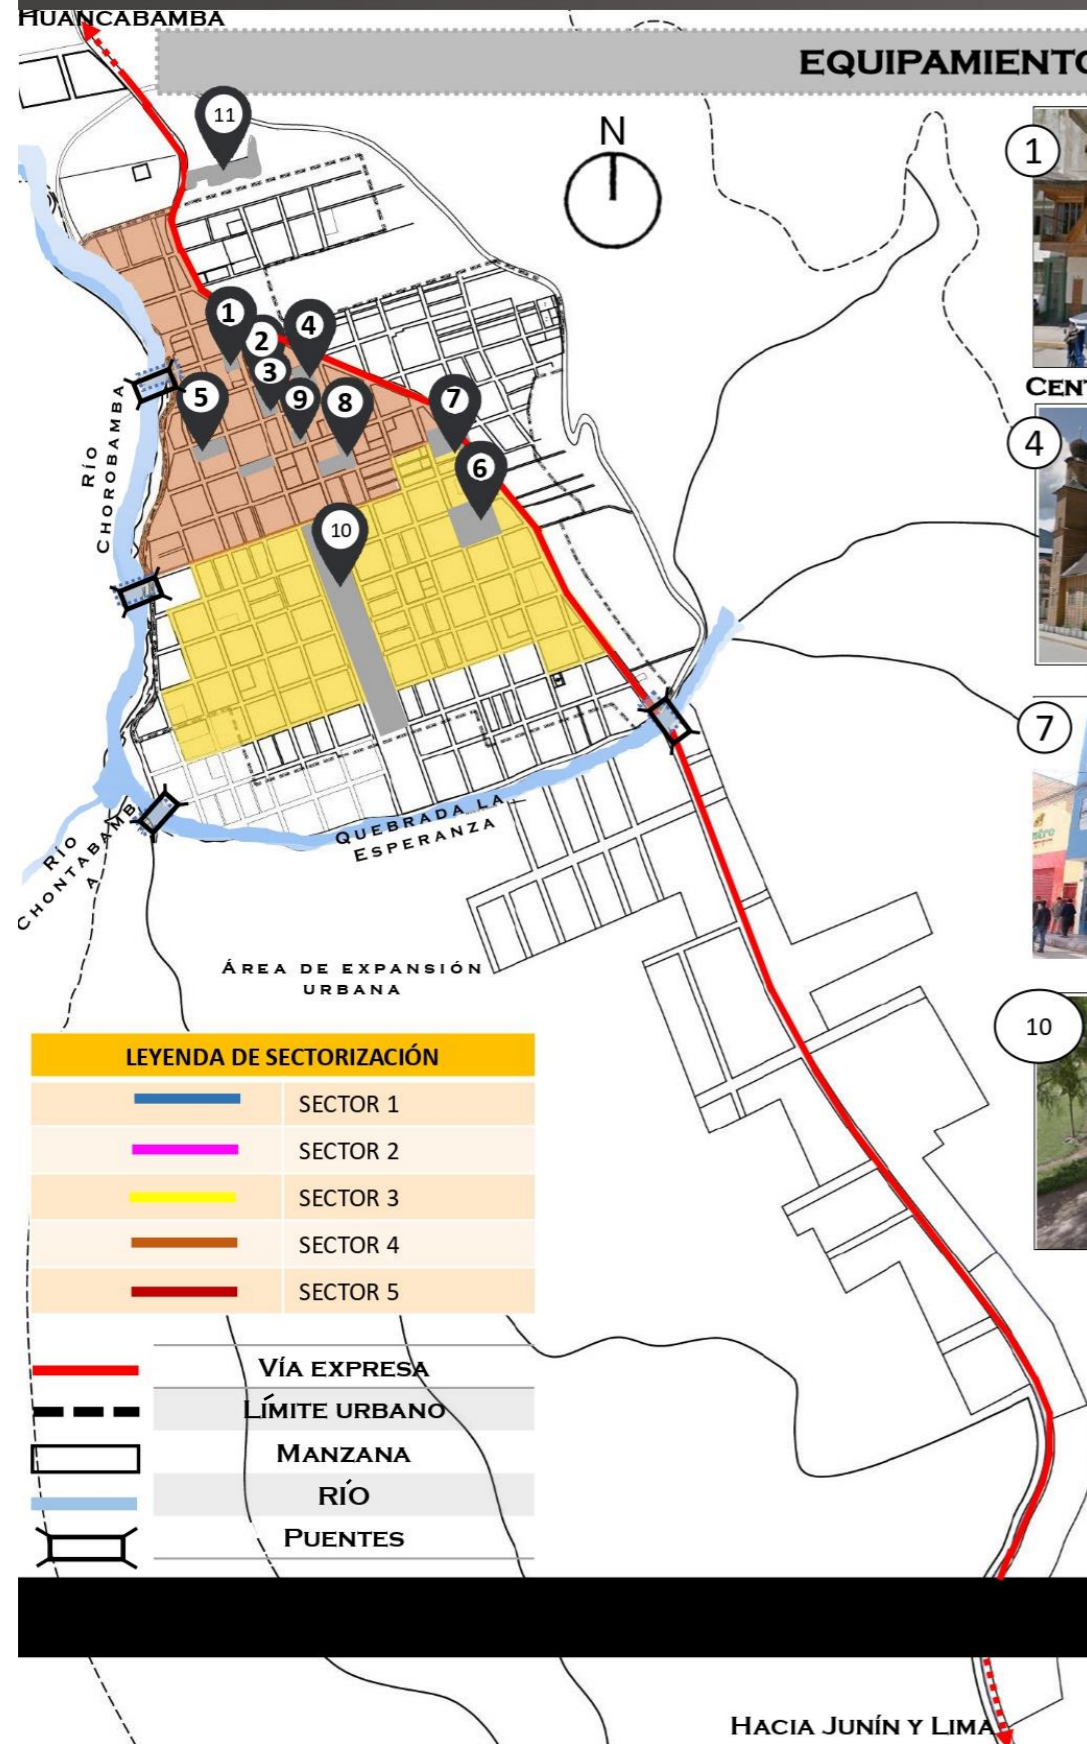 HUANCABAMBA
EQUIPAMIENTO
N
11
1
1
2
4
3
5
9
8
7
6
10
CEN
4
RÍO
CHOROBAMBA
7
QUEBRADA LA
ESPERANZA
RÍO
CHONTABAMB
A
ÁREA DE EXPANSIÓN
URBANA
10
LEYENDA DE SECTORIZACIÓN
SECTOR 1
SECTOR 2
SECTOR 3
SECTOR 4
SECTOR 5
VÍA EXPRESA
LÍMITE URBANO
MANZANA
RÍO
PUENTES
HACIA JUNÍN Y LIMA